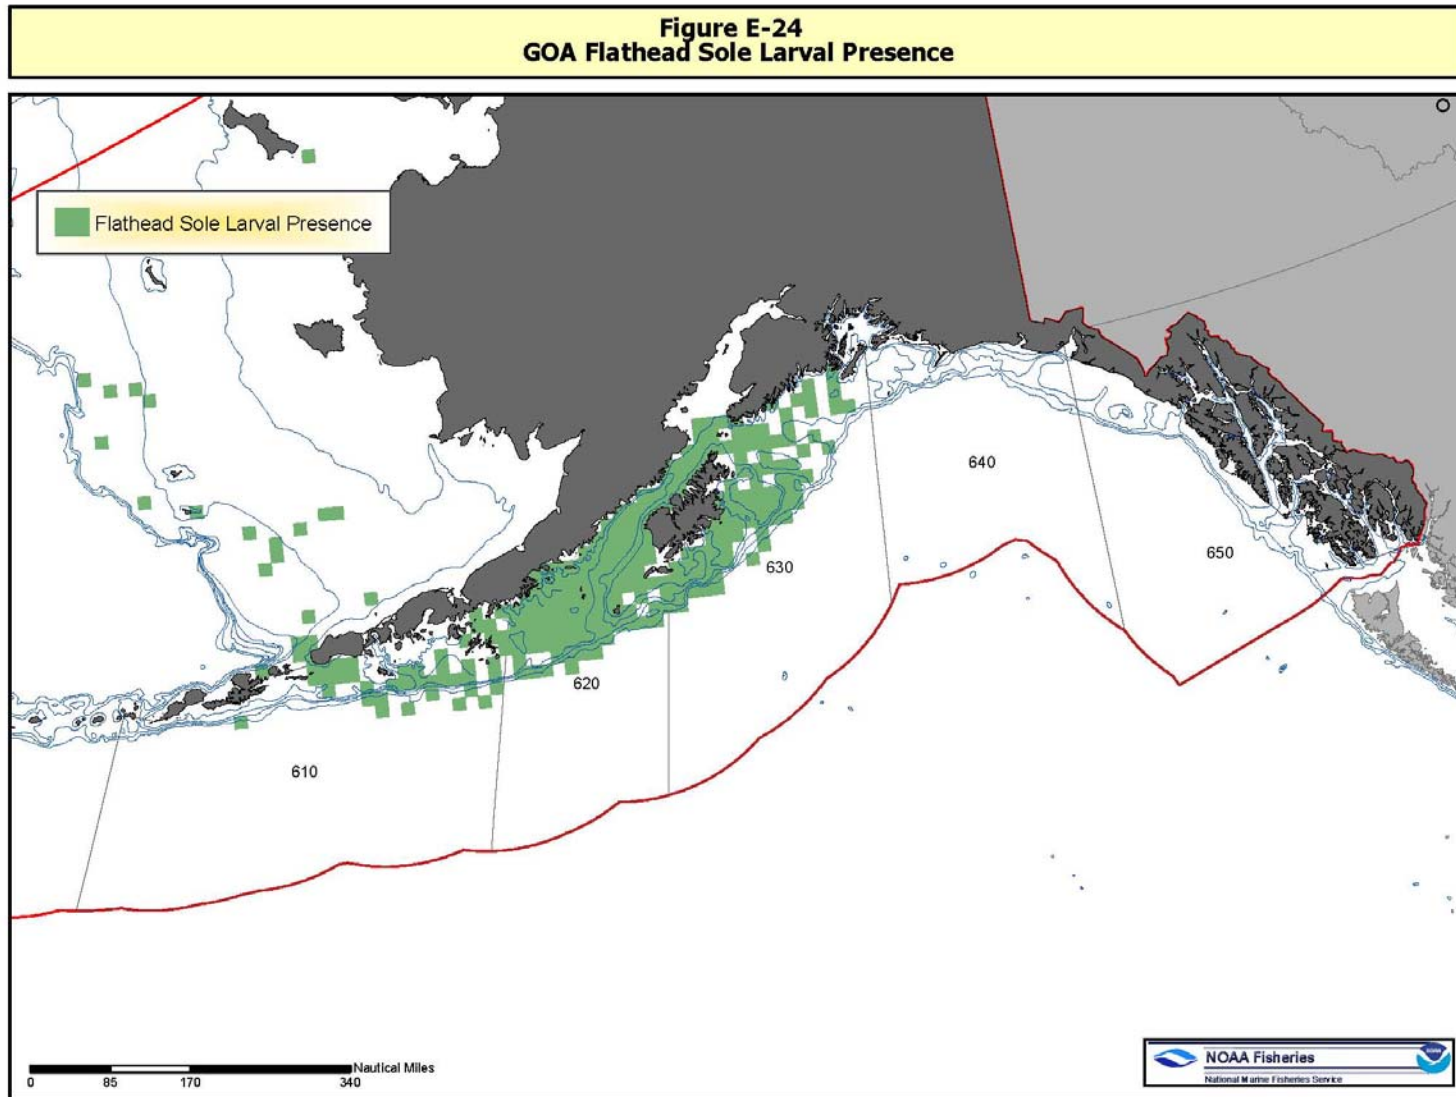 Figure E-24
GOA Flathead Sole Larval Presence
Flathead Sole Larval Presence
640
650
630
620
610
Nautical Miles
0 85 170 340
NOAA Fisheries
National Marine Fisheries Service